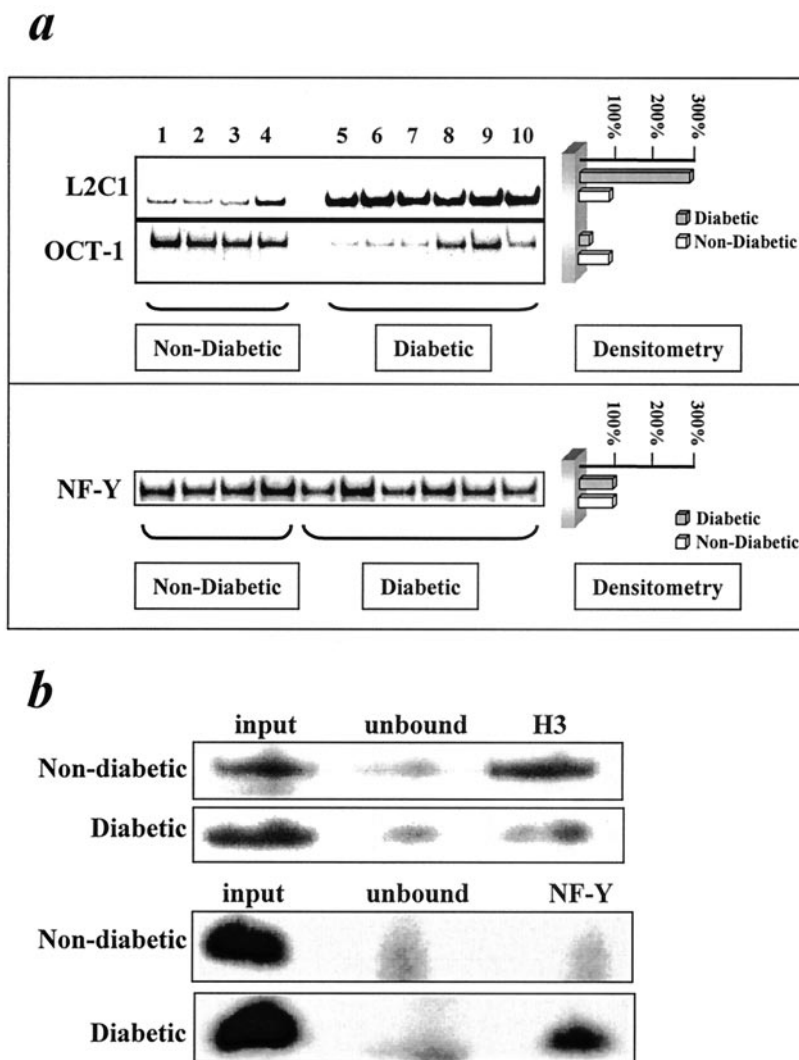 a
1 2 3 4 5 6 7 8 9 10
L2C1
OCT-1
100% 200% 300%
Diabetic
Non-Diabetic
Non-Diabetic Diabetic Densitometry
100% 200% 300%
NF-Y
Diabetic
Non-Diabetic
Non-Diabetic Diabetic Densitometry
b
input unbound H3
Non-diabetic
Diabetic
input unbound NF-Y
Non-diabetic
Diabetic